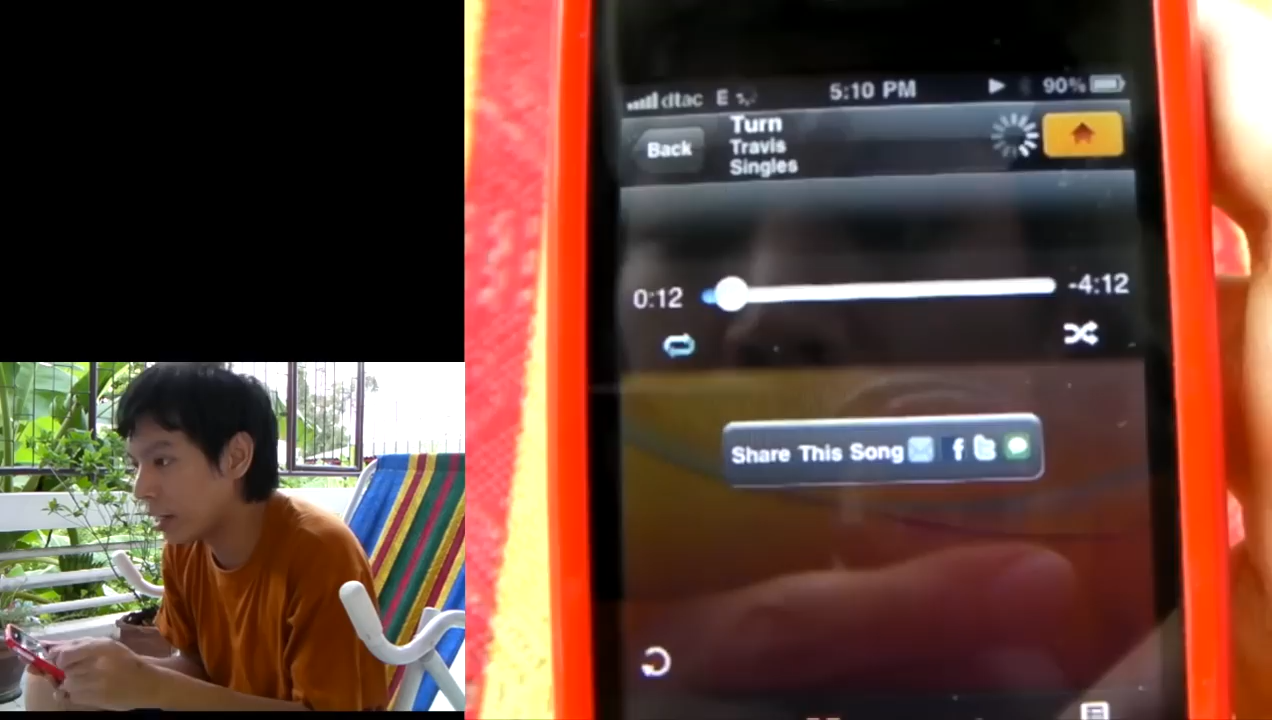 dtac E 5:10 PM 90%
Back
Turn
Travis
Singles
0:12 -4:12
Share This Song f t